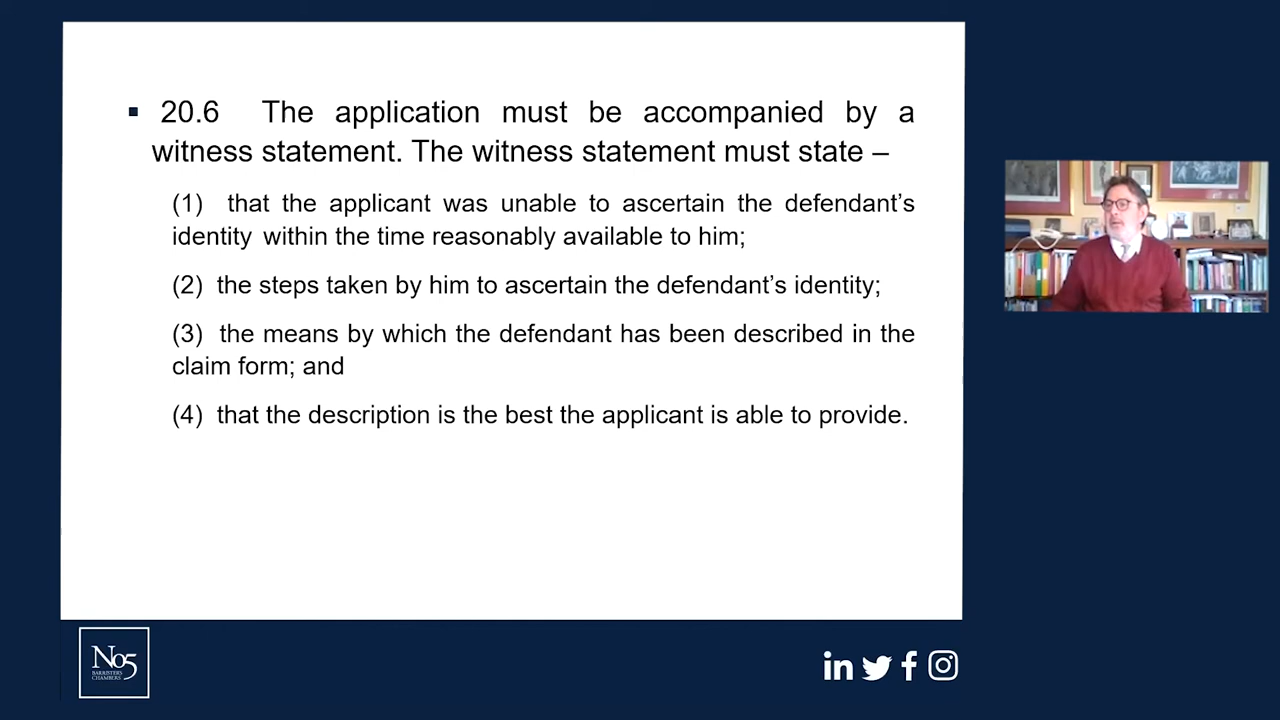 ▪ 20.6 The application must be accompanied by a
witness statement. The witness statement must state –
(1) that the applicant was unable to ascertain the defendant’s
identity within the time reasonably available to him;
(2) the steps taken by him to ascertain the defendant’s identity;
(3) the means by which the defendant has been described in the
claim form; and
(4) that the description is the best the applicant is able to provide.
No5
BARRISTERS
CHAMBERS
in